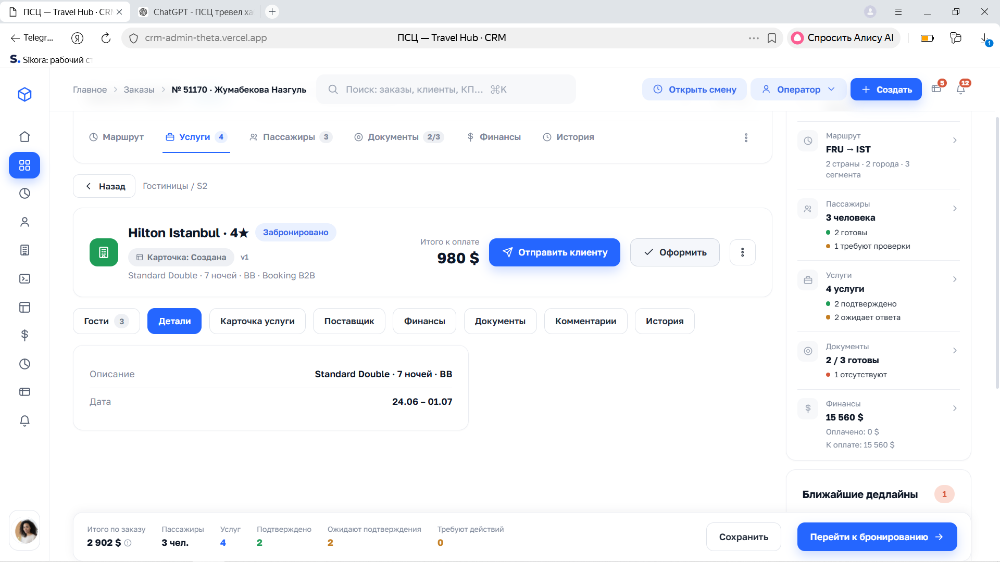 ПСЦ — Travel Hub · CRM
ChatGPT - ПСЦ тревел ха
Telegr...
crm-admin-theta.vercel.app
ПСЦ — Travel Hub · CRM
Спросить Алису AI
1
S. Sikora: рабочий ст
Главное > Заказы > № 51170 · Жумабекова Назгуль
Поиск: заказы, клиенты, КП... ⌘K
Открыть смену
Оператор
+ Создать
5
12
Маршрут
Услуги 4
Пассажиры 3
Документы 2/3
$ Финансы
История
Назад
Гостиницы / S2
Hilton Istanbul · 4★ Забронировано
Карточка: Создана v1
Standard Double · 7 ночей · BB · Booking B2B
Итого к оплате
980 $
Отправить клиенту
Оформить
Гости 3
Детали
Карточка услуги
Поставщик
Финансы
Документы
Комментарии
История
Описание Standard Double · 7 ночей · BB
Дата 24.06 – 01.07
Маршрут
FRU → IST
2 страны · 2 города · 3
сегмента
Пассажиры
3 человека
2 готовы
1 требуют проверки
Услуги
4 услуги
2 подтверждено
2 ожидает ответа
Документы
2 / 3 готовы
1 отсутствуют
$ Финансы
15 560 $
Оплачено: 0 $
К оплате: 15 560 $
Ближайшие дедлайны 1
Итого по заказу
2 902 $
Пассажиры
3 чел.
Услуг
4
Подтверждено
2
Ожидают подтверждения
2
Требуют действий
0
Сохранить
Перейти к бронированию →